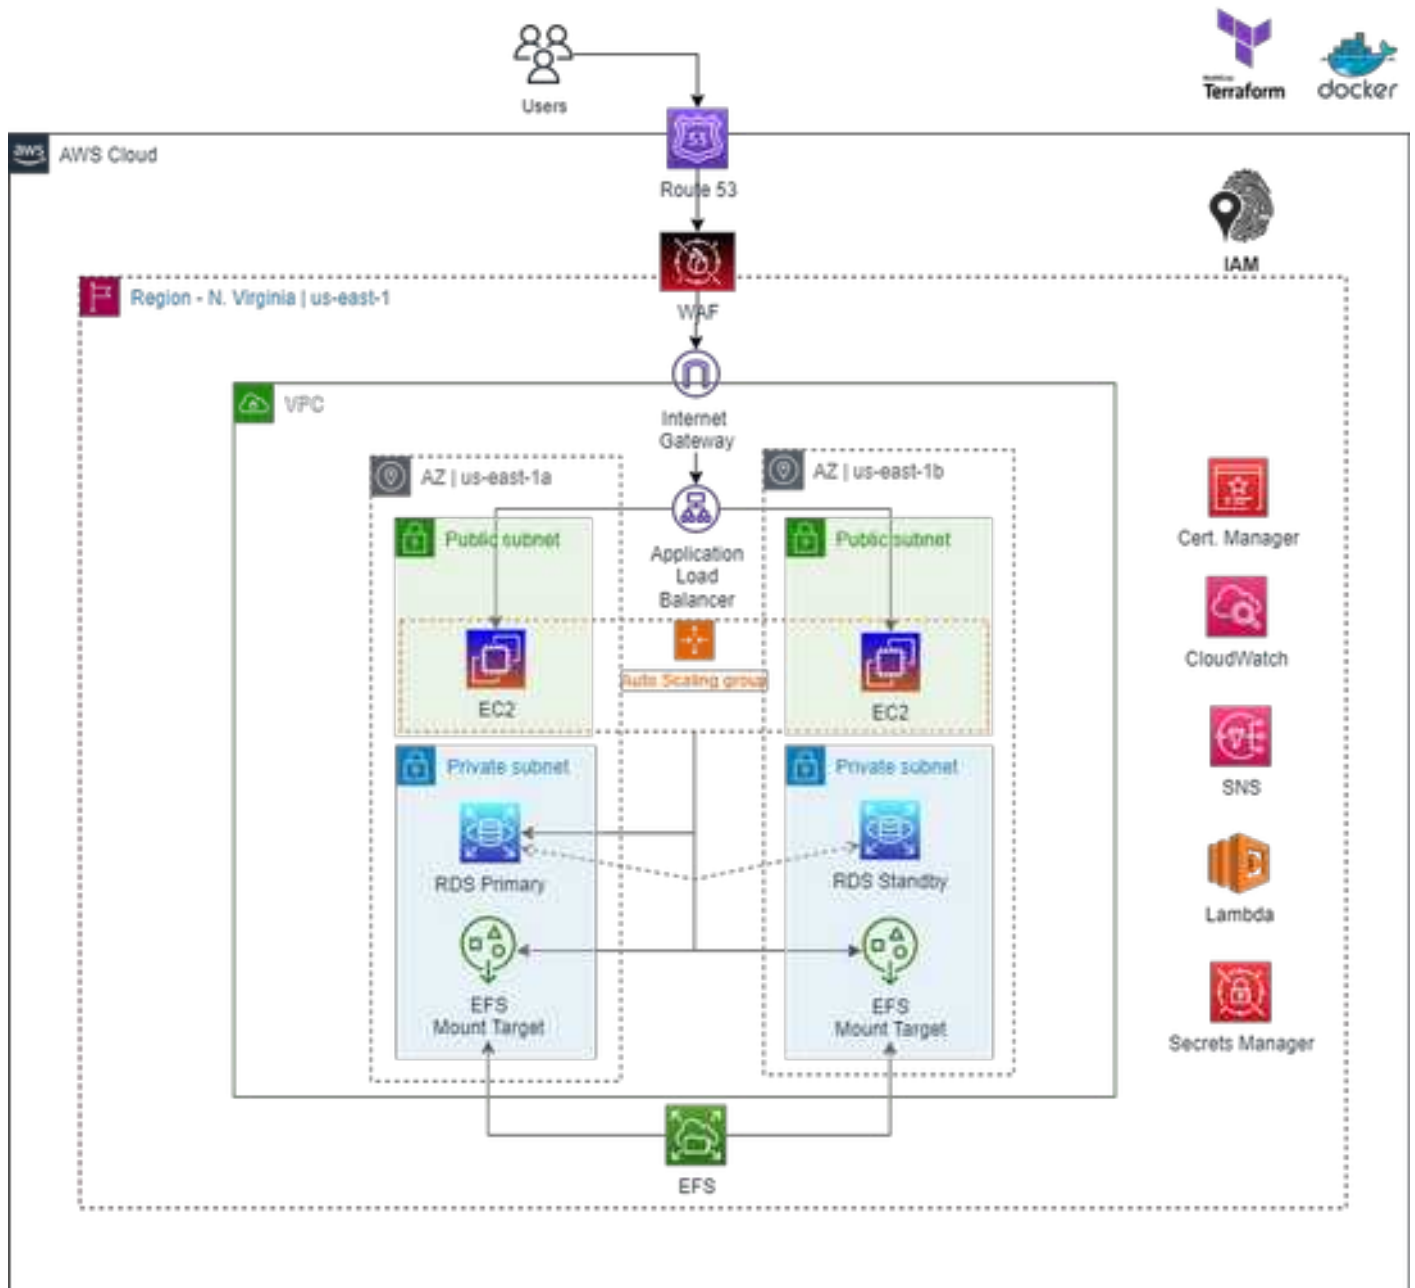 Users
HashiCorp
Terraform
docker
aws
AWS Cloud
53
Route 53
IAM
WAF
Region - N. Virginia | us-east-1
VPC
Internet
Gateway
AZ | us-east-1a
AZ | us-east-1b
Public subnet
Public subnet
Application
Load
Balancer
Auto Scaling group
EC2
EC2
Private subnet
Private subnet
RDS Primary
RDS Standby
EFS
Mount Target
EFS
Mount Target
EFS
Cert. Manager
CloudWatch
SNS
Lambda
Secrets Manager